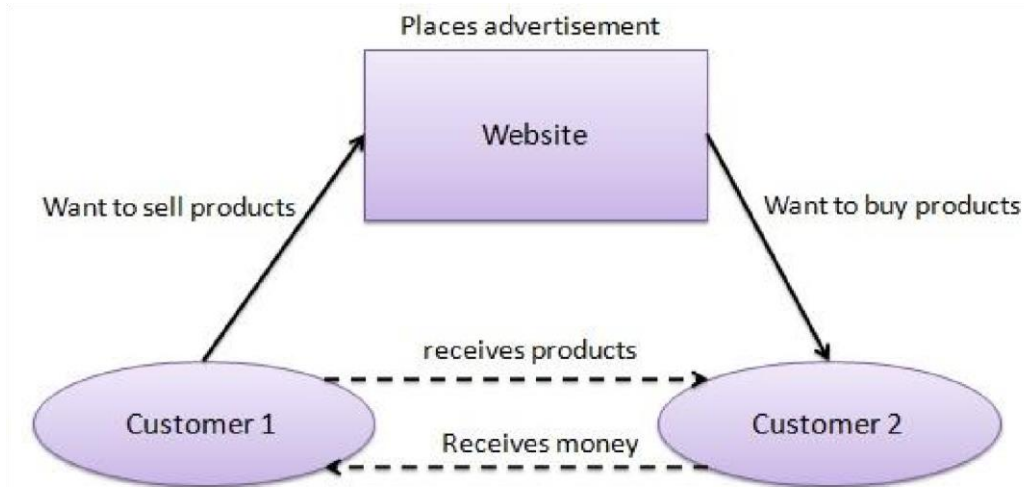 Places advertisement
Website
Want to sell products
Want to buy products
receives products
Customer 1
Customer 2
Receives money